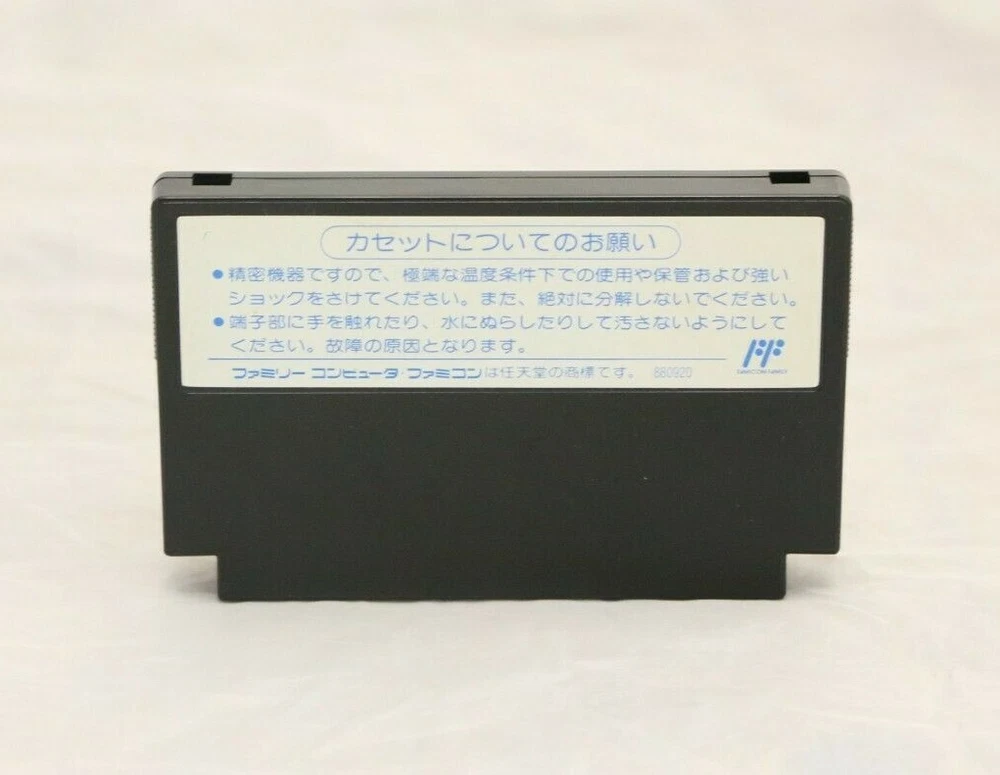 カセットについてのお願い
●精密機器ですので、極端な温度条件下での使用や保管および強い
ショックをさけてください。また、絶対に分解しないでください。
●端子部に手を触れたり、水にぬらしたりして汚さないようにして
ください。故障の原因となります。
ファミリーコンピュータ・ファミコンは任天堂の商標です。 880920
FF